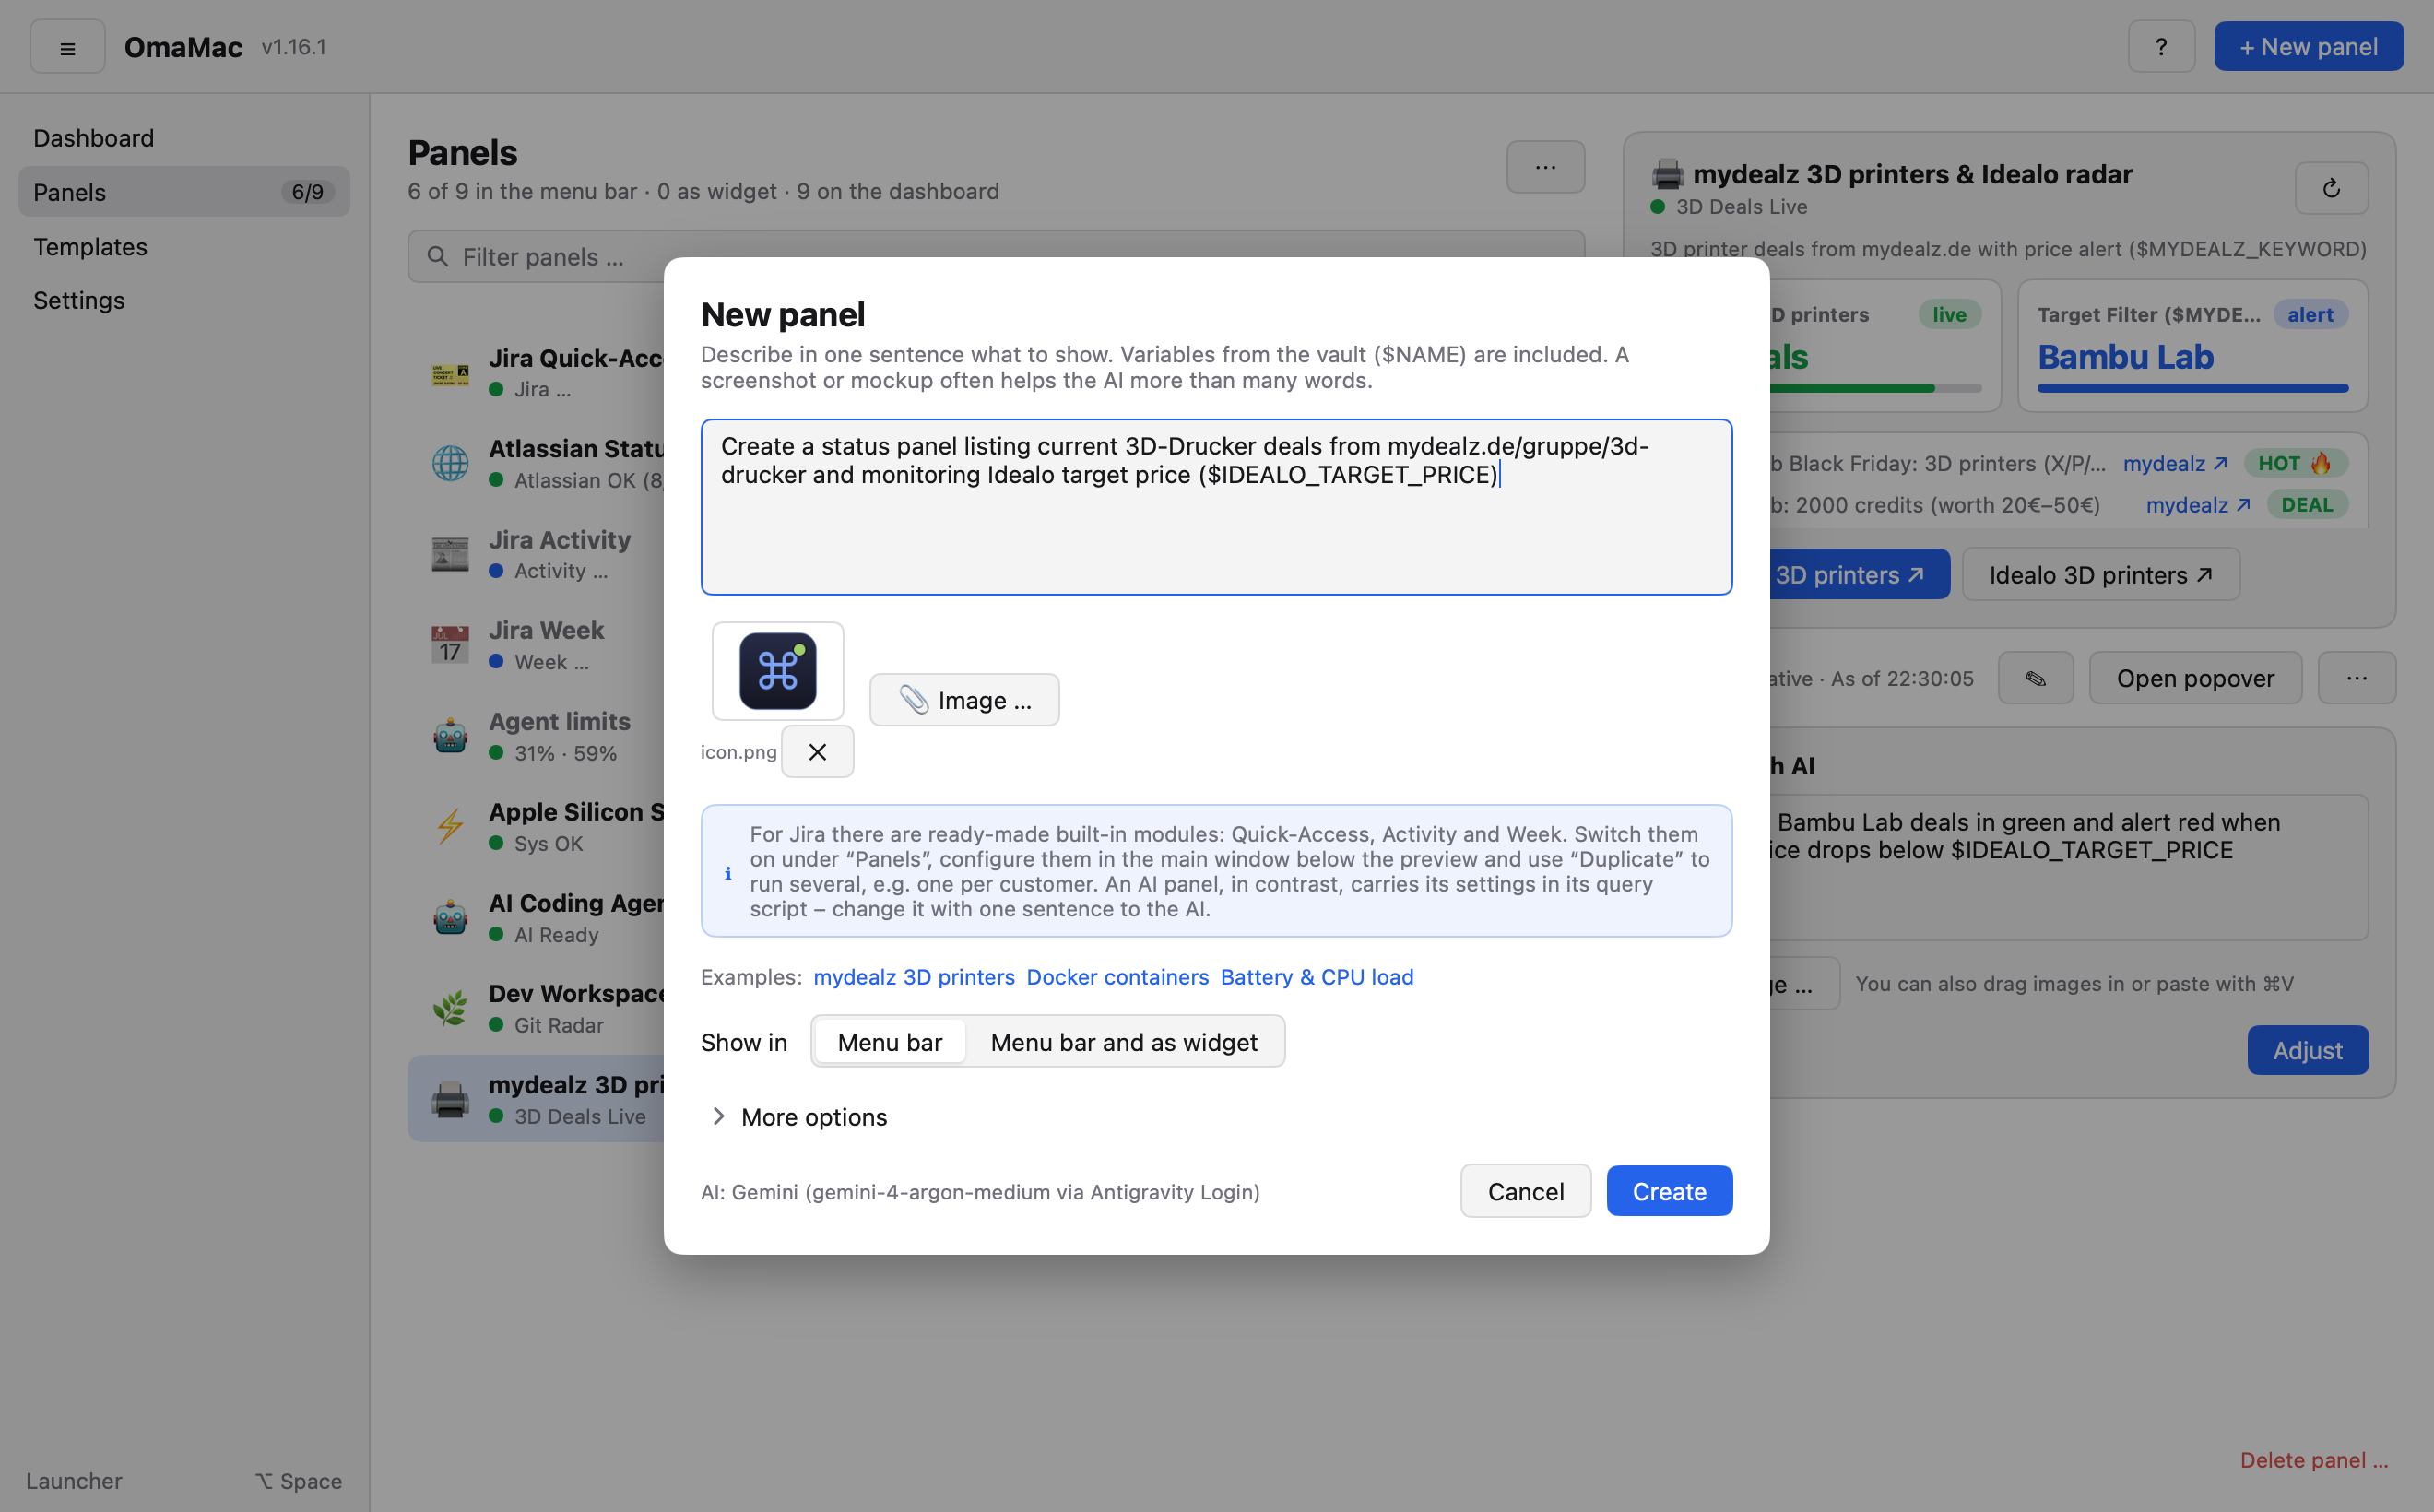 ≡ OmaMac v1.16.1
? + New panel
Dashboard
Panels 6/9
Templates
Settings
Launcher ⌥ Space
Panels
6 of 9 in the menu bar · 0 as widget · 9 on the dashboard
...
Filter panels ...
Jira Quick-Acc
Jira ...
Atlassian Statu
Atlassian OK (8
Jira Activity
Activity ...
JUL 17
Jira Week
Week ...
Agent limits
31% · 59%
Apple Silicon S
Sys OK
AI Coding Agen
AI Ready
Dev Workspace
Git Radar
mydealz 3D pri
3D Deals Live
New panel
Describe in one sentence what to show. Variables from the vault ($NAME) are included. A
screenshot or mockup often helps the AI more than many words.
Create a status panel listing current 3D-Drucker deals from mydealz.de/gruppe/3d-
drucker and monitoring Idealo target price ($IDEALO_TARGET_PRICE)
⌘
Image ...
icon.png ✕
i For Jira there are ready-made built-in modules: Quick-Access, Activity and Week. Switch them
on under “Panels”, configure them in the main window below the preview and use “Duplicate” to
run several, e.g. one per customer. An AI panel, in contrast, carries its settings in its query
script – change it with one sentence to the AI.
Examples: mydealz 3D printers Docker containers Battery & CPU load
Show in Menu bar Menu bar and as widget
More options
AI: Gemini (gemini-4-argon-medium via Antigravity Login)
Cancel Create
mydealz 3D printers & Idealo radar
3D Deals Live
3D printer deals from mydealz.de with price alert ($MYDEALZ_KEYWORD)
D printers live
als
Target Filter ($MYDE... alert
Bambu Lab
b Black Friday: 3D printers (X/P/... mydealz ↗ HOT 🔥
b: 2000 credits (worth 20€–50€) mydealz ↗ DEAL
3D printers ↗ Idealo 3D printers ↗
ative · As of 22:30:05 ✎ Open popover ...
h AI
Bambu Lab deals in green and alert red when
ice drops below $IDEALO_TARGET_PRICE
ge ... You can also drag images in or paste with ⌘V
Adjust
Delete panel ...